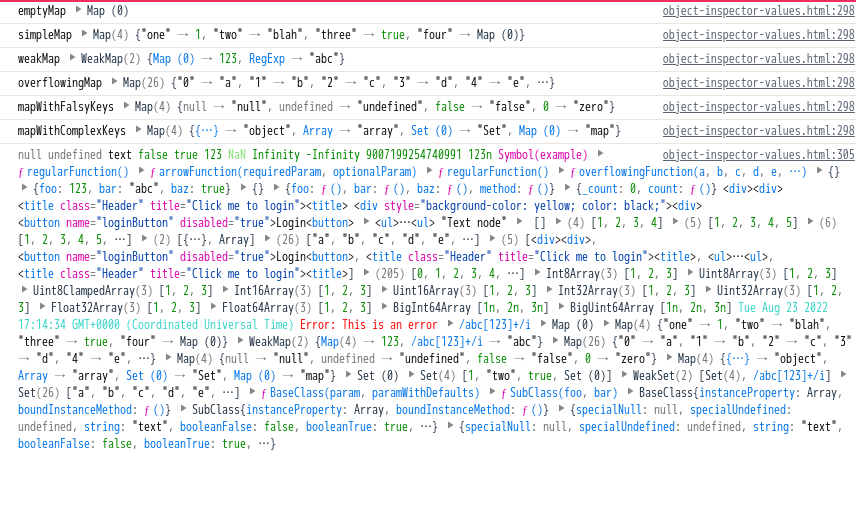 emptyMap ▶ Map (0) object-inspector-values.html:298
simpleMap ▶ Map(4) {"one" → 1, "two" → "blah", "three" → true, "four" → Map (0)} object-inspector-values.html:298
weakMap ▶ WeakMap(2) {Map (0) → 123, RegExp → "abc"} object-inspector-values.html:298
overflowingMap ▶ Map(26) {"0" → "a", "1" → "b", "2" → "c", "3" → "d", "4" → "e", …} object-inspector-values.html:298
mapWithFalsyKeys ▶ Map(4) {null → "null", undefined → "undefined", false → "false", 0 → "zero"} object-inspector-values.html:298
mapWithComplexKeys ▶ Map(4) {{…} → "object", Array → "array", Set (0) → "Set", Map (0) → "map"} object-inspector-values.html:298
null undefined text false true 123 NaN Infinity -Infinity 9007199254740991 123n Symbol(example) ▶ object-inspector-values.html:305
ƒ regularFunction() ▶ ƒ arrowFunction(requiredParam, optionalParam) ▶ ƒ regularFunction() ▶ ƒ overflowingFunction(a, b, c, d, e, …) ▶ {}
▶ {foo: 123, bar: "abc", baz: true} ▶ {} ▶ {foo: ƒ (), bar: ƒ (), baz: ƒ (), method: ƒ ()} ▶ {_count: 0, count: ƒ ()} <div><div>
<title class="Header" title="Click me to login"><title> <div style="background-color: yellow; color: black;"><div>
<button name="loginButton" disabled="true">Login<button> ▶ <ul>…<ul> "Text node" ▶ [] ▶ (4) [1, 2, 3, 4] ▶ (5) [1, 2, 3, 4, 5] ▶ (6)
[1, 2, 3, 4, 5, …] ▶ (2) [{…}, Array] ▶ (26) ["a", "b", "c", "d", "e", …] ▶ (5) [<div><div>,
<button name="loginButton" disabled="true">Login<button>, <title class="Header" title="Click me to login"><title>, <ul>…<ul>,
<title class="Header" title="Click me to login"><title>] ▶ (205) [0, 1, 2, 3, 4, …] ▶ Int8Array(3) [1, 2, 3] ▶ Uint8Array(3) [1, 2, 3]
▶ Uint8ClampedArray(3) [1, 2, 3] ▶ Int16Array(3) [1, 2, 3] ▶ Uint16Array(3) [1, 2, 3] ▶ Int32Array(3) [1, 2, 3] ▶ Uint32Array(3) [1, 2,
3] ▶ Float32Array(3) [1, 2, 3] ▶ Float64Array(3) [1, 2, 3] ▶ BigInt64Array [1n, 2n, 3n] ▶ BigUint64Array [1n, 2n, 3n] Tue Aug 23 2022
17:14:34 GMT+0000 (Coordinated Universal Time) Error: This is an error ▶ /abc[123]+/i ▶ Map (0) ▶ Map(4) {"one" → 1, "two" → "blah",
"three" → true, "four" → Map (0)} ▶ WeakMap(2) {Map(4) → 123, /abc[123]+/i → "abc"} ▶ Map(26) {"0" → "a", "1" → "b", "2" → "c", "3"
→ "d", "4" → "e", …} ▶ Map(4) {null → "null", undefined → "undefined", false → "false", 0 → "zero"} ▶ Map(4) {{…} → "object",
Array → "array", Set (0) → "Set", Map (0) → "map"} ▶ Set (0) ▶ Set(4) [1, "two", true, Set (0)] ▶ WeakSet(2) [Set(4), /abc[123]+/i] ▶
Set(26) ["a", "b", "c", "d", "e", …] ▶ ƒ BaseClass(param, paramWithDefaults) ▶ ƒ SubClass(foo, bar) ▶ BaseClass{instanceProperty: Array,
boundInstanceMethod: ƒ ()} ▶ SubClass{instanceProperty: Array, boundInstanceMethod: ƒ ()} ▶ {specialNull: null, specialUndefined:
undefined, string: "text", booleanFalse: false, booleanTrue: true, …} ▶ {specialNull: null, specialUndefined: undefined, string: "text",
booleanFalse: false, booleanTrue: true, …}